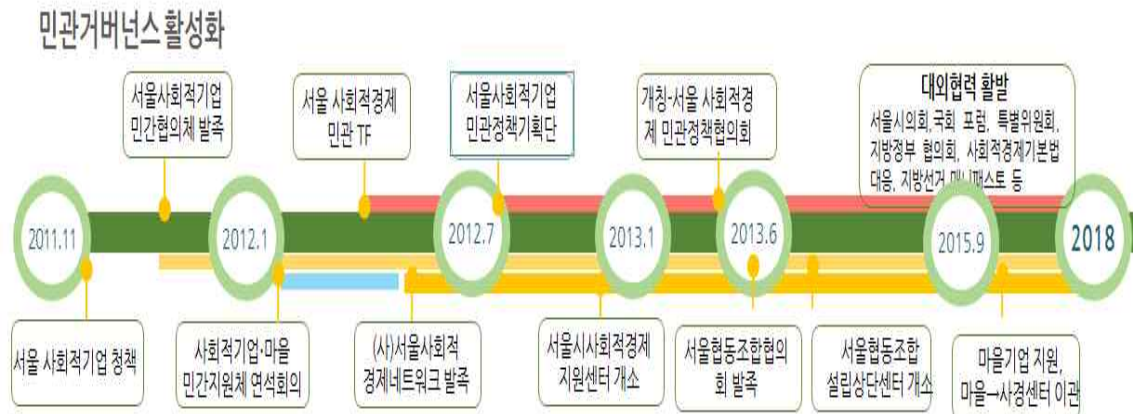 민관거버넌스 활성화
서울사회적기업
민간협의체 발족
서울 사회적경제
민관 TF
서울사회적기업
민관정책기획단
개칭-서울 사회적경
제 민관정책협의회
대외협력 활발
서울시의회,국회 포럼, 특별위원회,
지방정부 협의회, 사회적경제기본법
대응, 지방선거 매니패스토 등
2011.11
2012.1
2012.7
2013.1
2013.6
2015.9
2018
서울 사회적기업 정책
사회적기업·마을
민간지원체 연석회의
(사)서울사회적
경제네트워크 발족
서울시사회적경제
지원센터 개소
서울협동조합협의
회 발족
서울협동조합
설립상단센터 개소
마을기업 지원,
마을→사경센터 이관